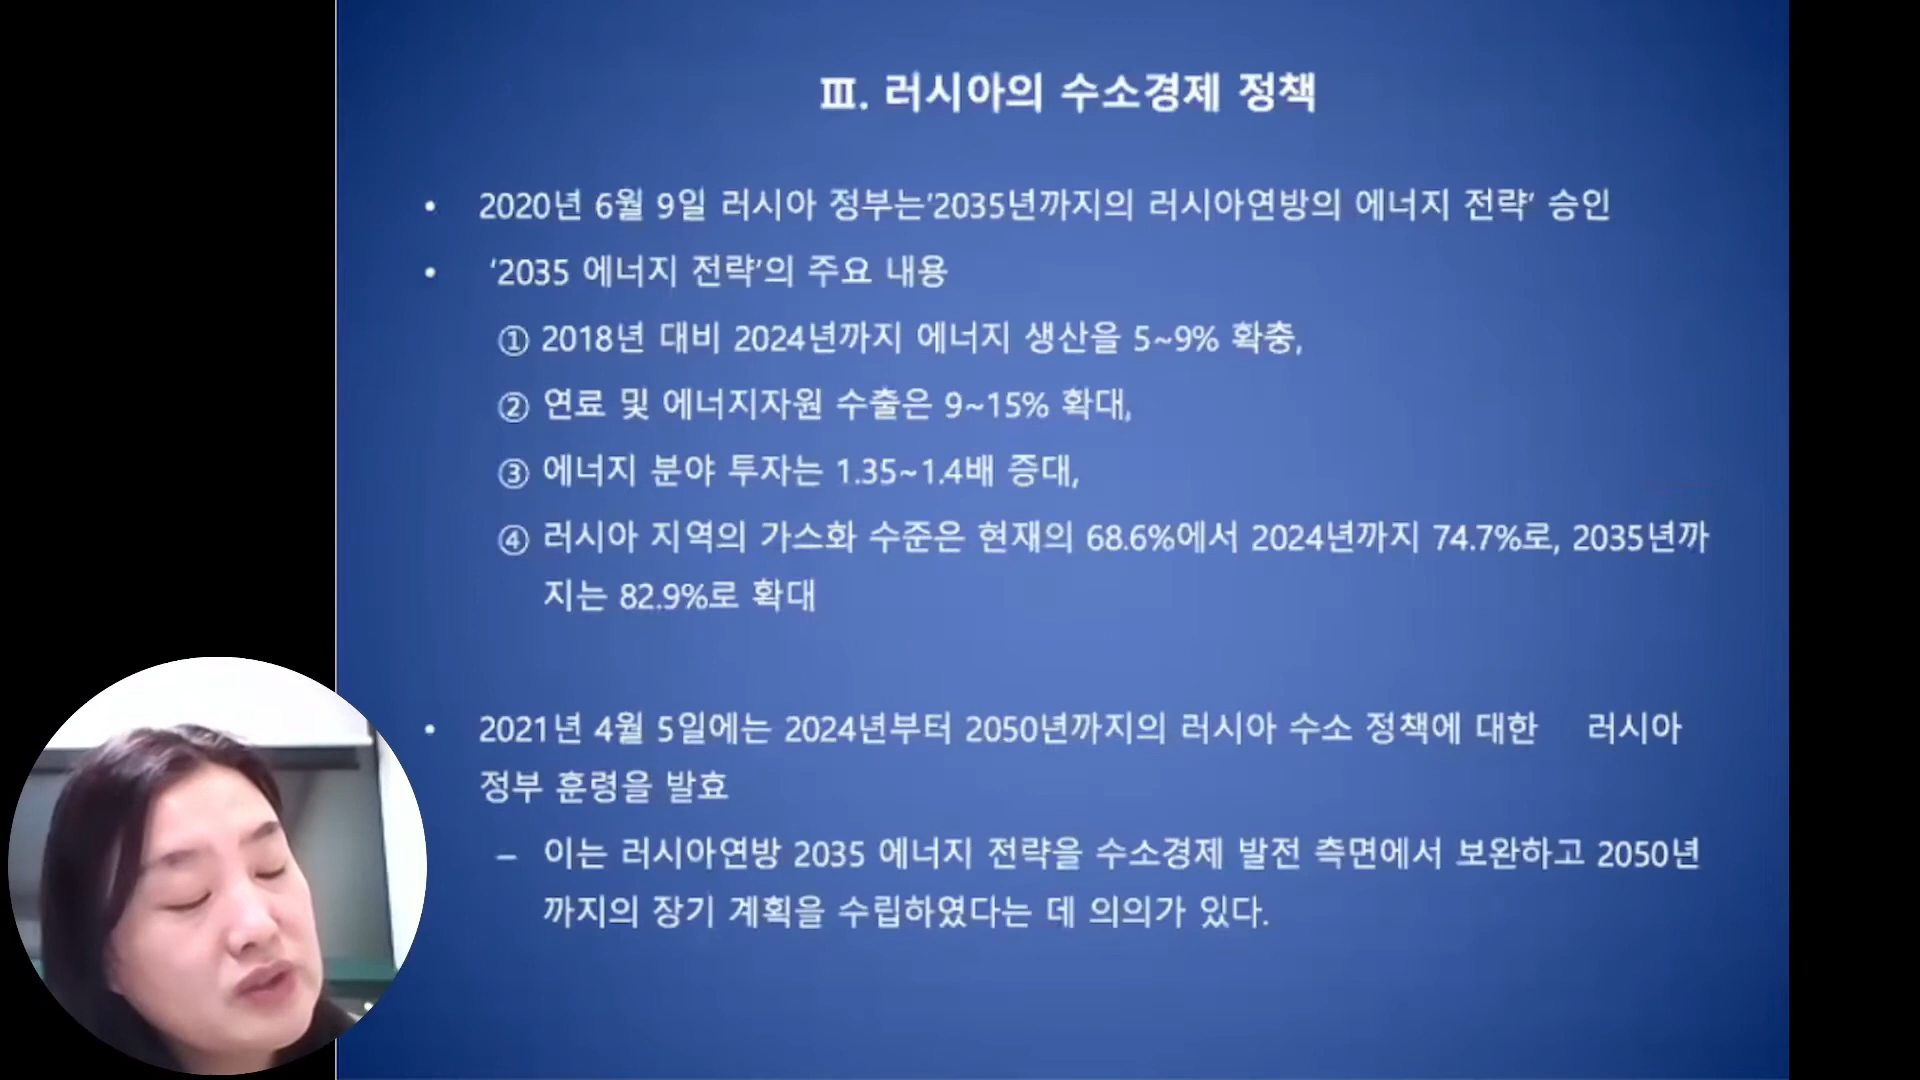 Ⅲ. 러시아의 수소경제 정책
• 2020년 6월 9일 러시아 정부는'2035년까지의 러시아연방의 에너지 전략' 승인
• '2035 에너지 전략'의 주요 내용
① 2018년 대비 2024년까지 에너지 생산을 5~9% 확충,
② 연료 및 에너지자원 수출은 9~15% 확대,
③ 에너지 분야 투자는 1.35~1.4배 증대,
④ 러시아 지역의 가스화 수준은 현재의 68.6%에서 2024년까지 74.7%로, 2035년까
지는 82.9%로 확대
• 2021년 4월 5일에는 2024년부터 2050년까지의 러시아 수소 정책에 대한 러시아
정부 훈령을 발효
– 이는 러시아연방 2035 에너지 전략을 수소경제 발전 측면에서 보완하고 2050년
까지의 장기 계획을 수립하였다는 데 의의가 있다.